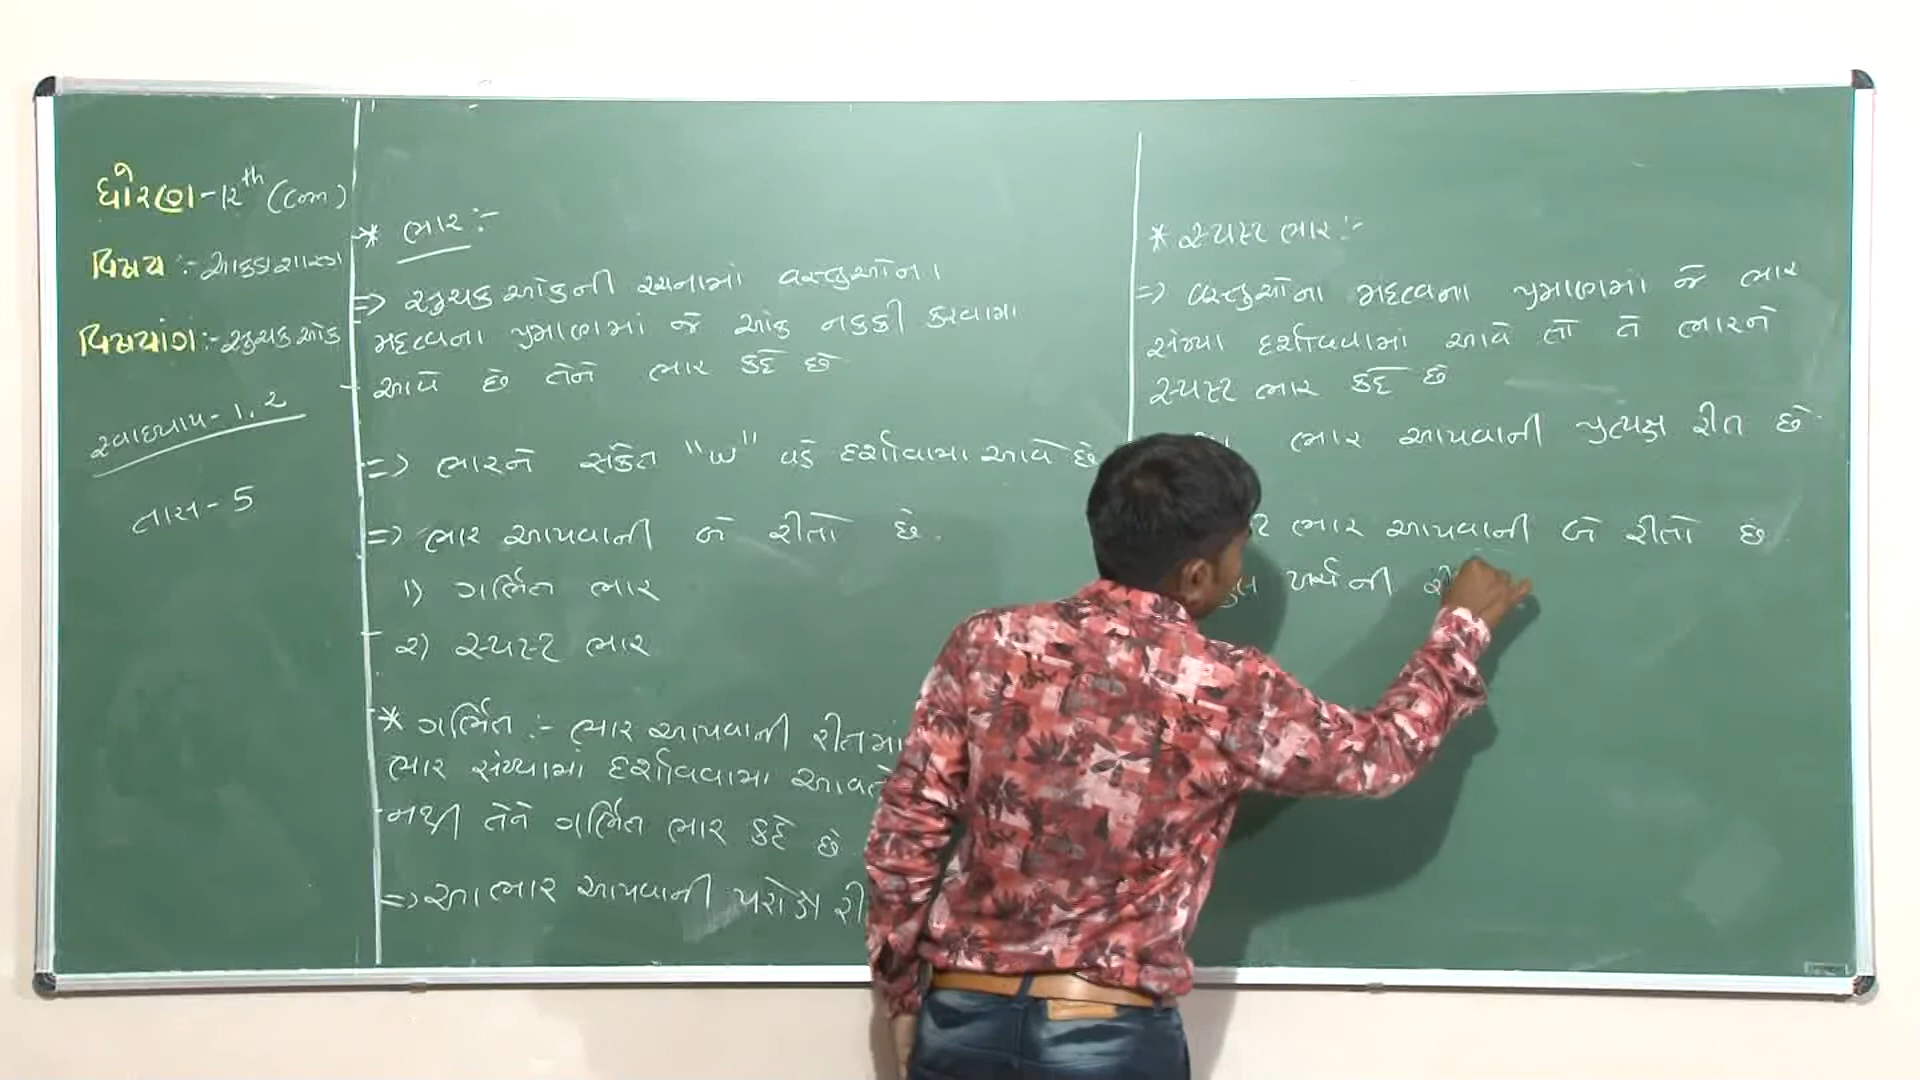 ધોરણ - 12th (com)
વિષય :- આંકડાશાસ્ત્ર
વિષયાંગ :- સૂચક અંક
સ્વાધ્યાય - 1, 2
તાસ - 5
* ભાર :-
=> સૂચક અંકની રચનામાં વસ્તુઓના
મહત્વના પ્રમાણમાં જે અંક નક્કી કરવામા
આવે છે તેને ભાર કહે છે
=> ભારને સંકેત "w" વડે દર્શાવામા આવે છે
=> ભાર આપવાની બે રીતો છે.
1) ગર્ભિત ભાર
૨) સ્પષ્ટ ભાર
* ગર્ભિત :- ભાર આપવાની રીતમાં
ભાર સંખ્યામાં દર્શાવવામા આવત
નથી તેને ગર્ભિત ભાર કહે છે.
=> આ ભાર આપવાની પરોક્ષ રી
* સ્પષ્ટ ભાર :-
=> વસ્તુઓના મહત્વના પ્રમાણમાં જે ભાર
સંખ્યા દર્શાવવામાં આવે તો તે ભારને
સ્પષ્ટ ભાર કહે છે
ભાર આપવાની પ્રત્યક્ષ રીત છે.
ભાર આપવાની બે રીતો છે.
ખર્ચની રી